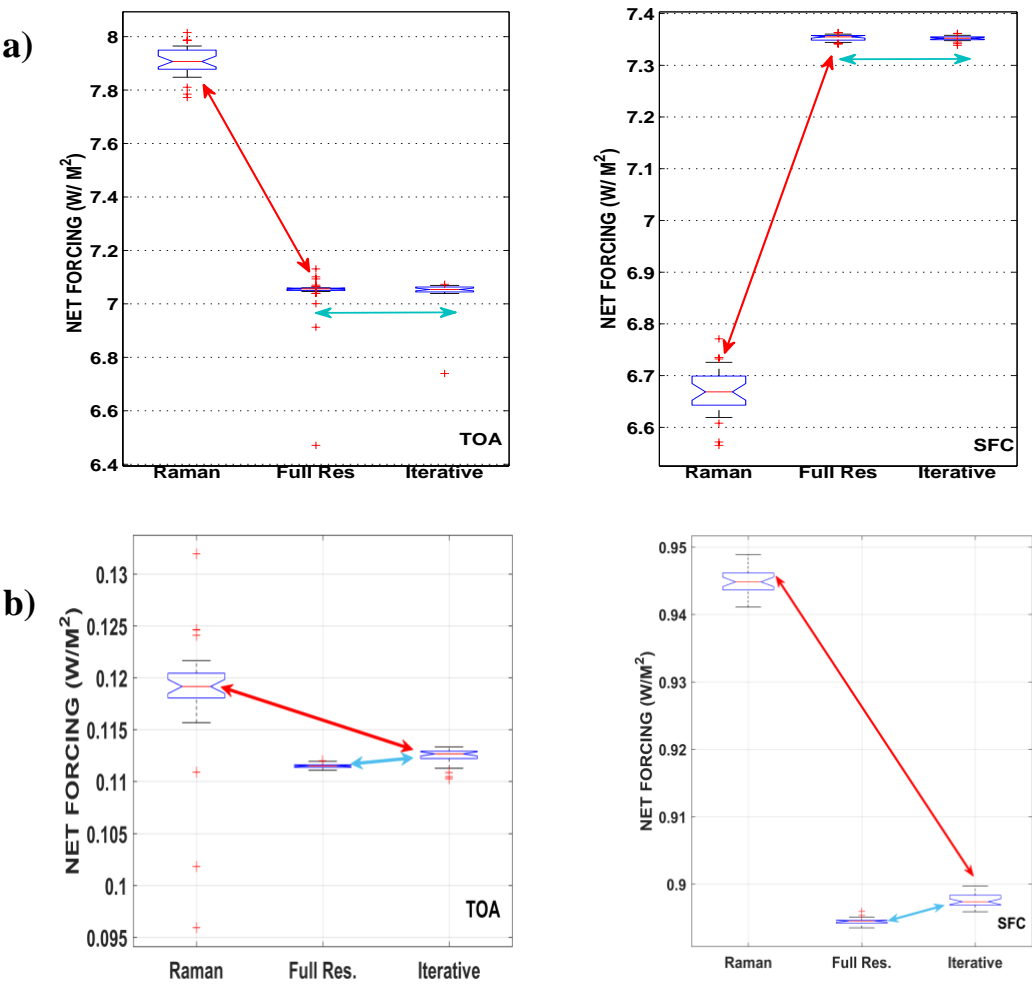 a)
NET FORCING (W/ M²)
8
7.8
7.6
7.4
7.2
7
6.8
6.6
6.4
TOA
Raman Full Res Iterative
NET FORCING (W/ M²)
7.4
7.3
7.2
7.1
7
6.9
6.8
6.7
6.6
SFC
Raman Full Res Iterative
b)
NET FORCING (W/M²)
0.13
0.125
0.12
0.115
0.11
0.105
0.1
0.095
TOA
Raman Full Res. Iterative
NET FORCING (W/M²)
0.95
0.94
0.93
0.92
0.91
0.9
SFC
Raman Full Res. Iterative